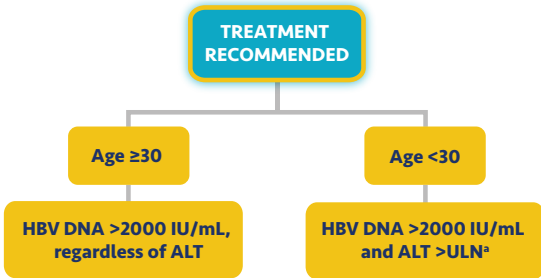 TREATMENT
RECOMMENDED
Age ≥30
Age <30
HBV DNA >2000 IU/mL,
regardless of ALT
HBV DNA >2000 IU/mL
and ALT >ULNᵃ